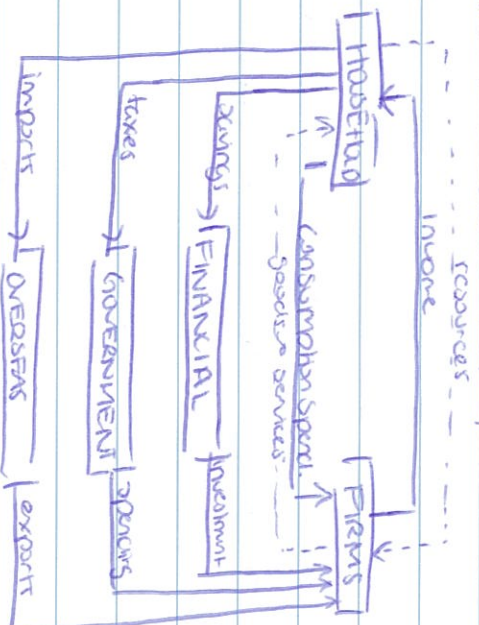 resources
income
HOUSEHOLD
FIRMS
consumption spend.
goods & services
savings
FINANCIAL
investment
taxes
GOVERNMENT
spending
imports
OVERSEAS
exports